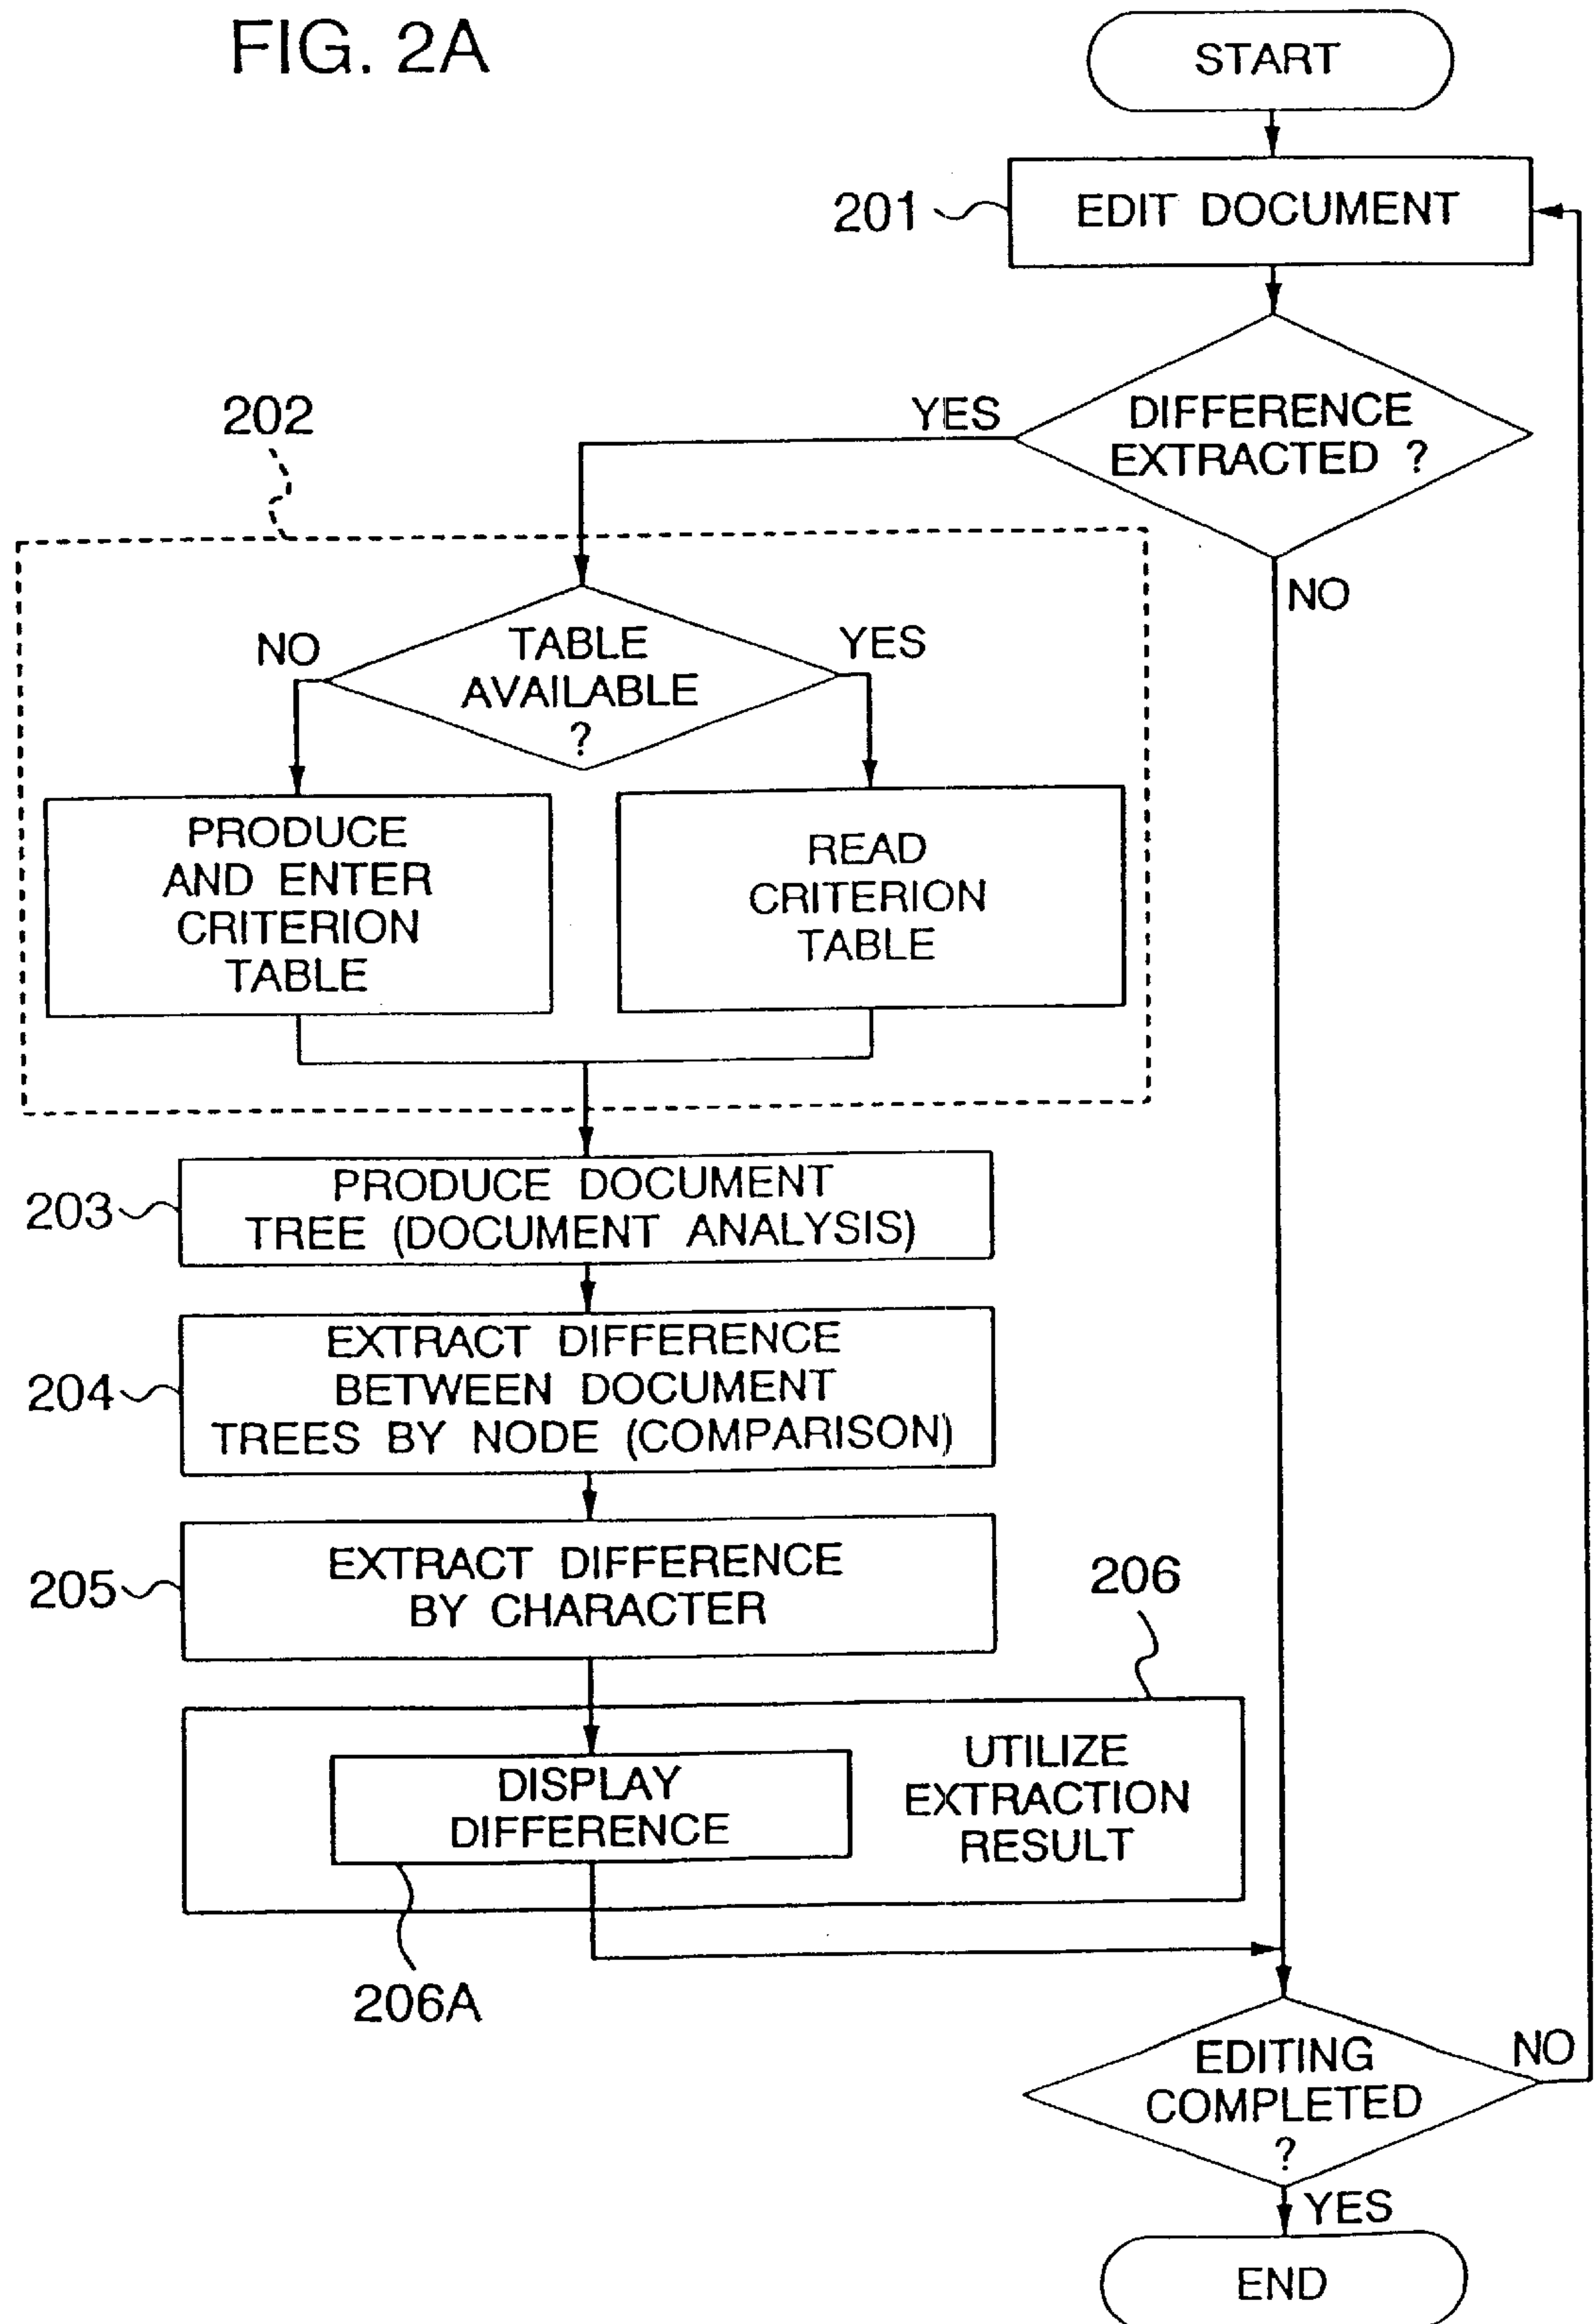 FIG. 2A
START
201
EDIT DOCUMENT
DIFFERENCE
EXTRACTED ?
YES
NO
202
TABLE
AVAILABLE
?
NO
YES
PRODUCE
AND ENTER
CRITERION
TABLE
READ
CRITERION
TABLE
203
PRODUCE DOCUMENT
TREE (DOCUMENT ANALYSIS)
204
EXTRACT DIFFERENCE
BETWEEN DOCUMENT
TREES BY NODE (COMPARISON)
205
EXTRACT DIFFERENCE
BY CHARACTER
206
DISPLAY
DIFFERENCE
UTILIZE
EXTRACTION
RESULT
206A
EDITING
COMPLETED
?
NO
YES
END